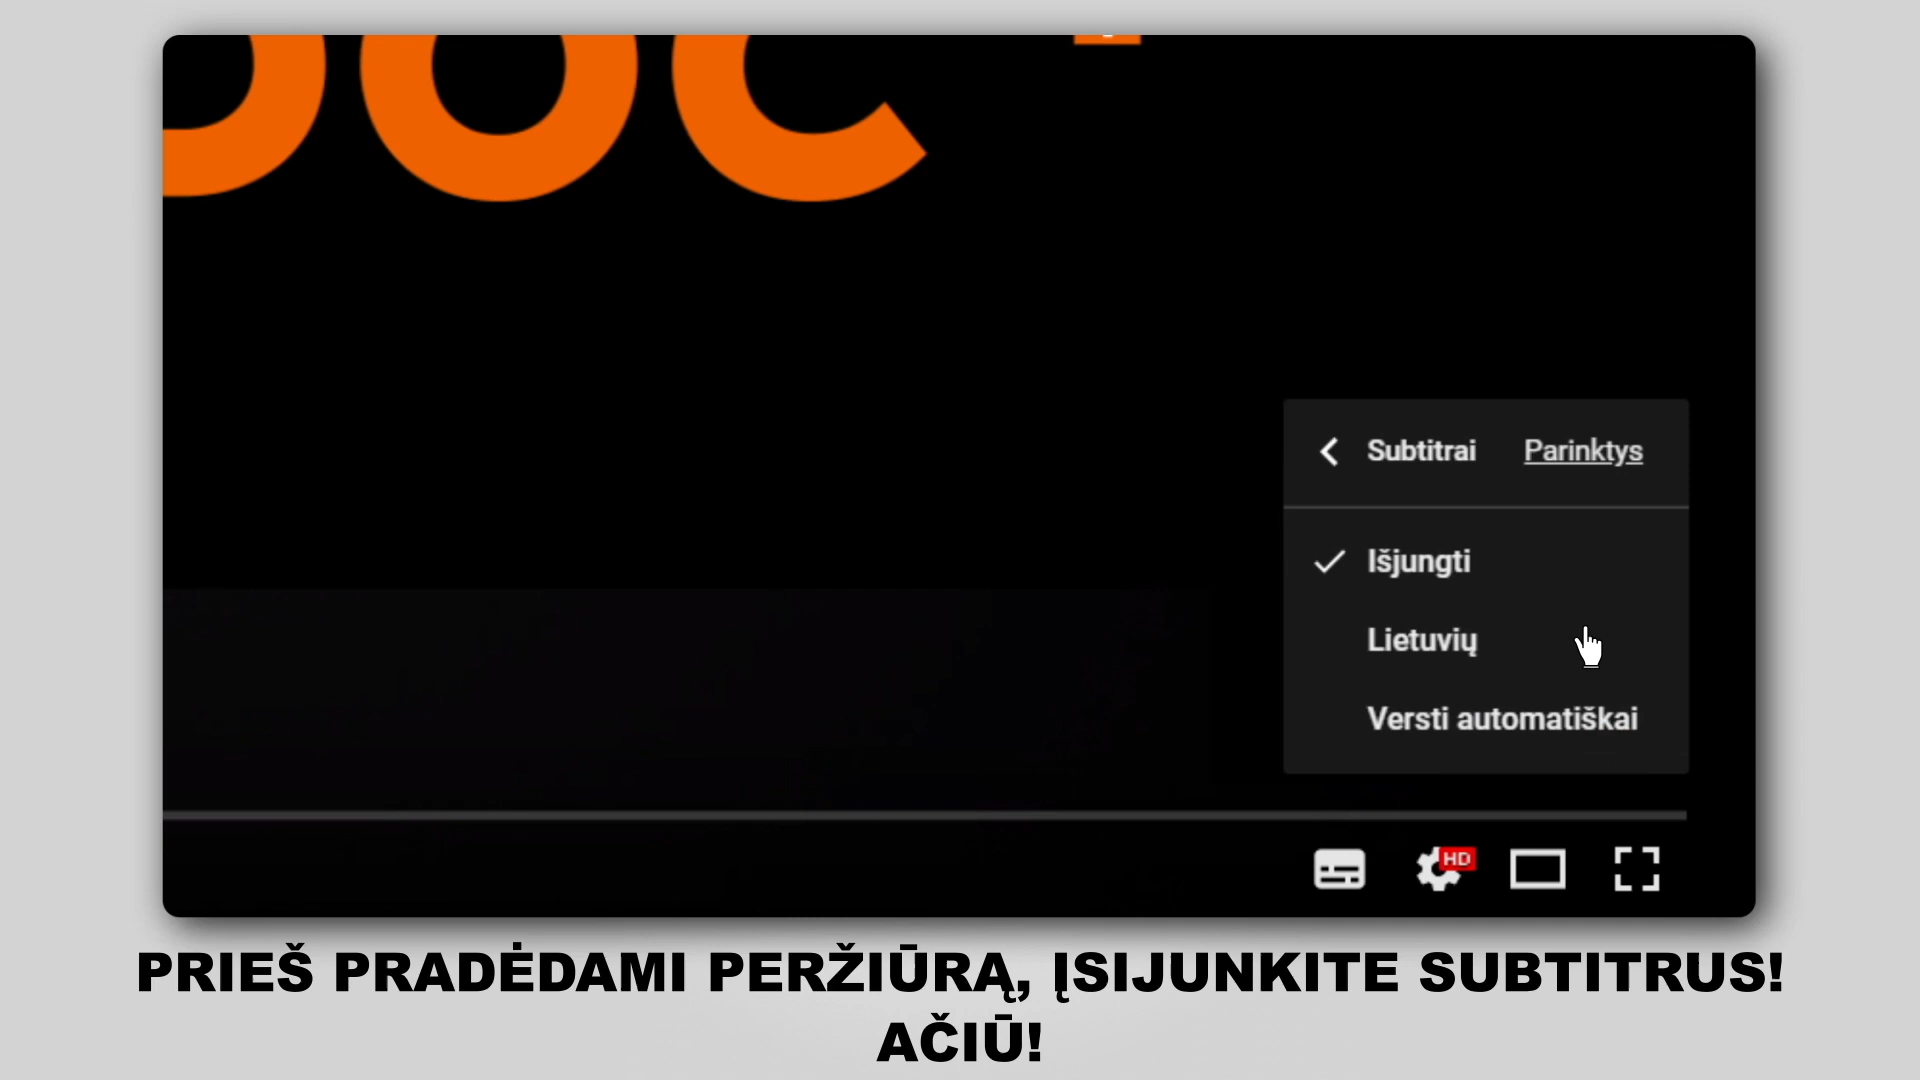 Subtitrai Parinktys
Išjungti
Lietuvių
Versti automatiškai
HD
PRIEŠ PRADĖDAMI PERŽIŪRĄ, ĮSIJUNKITE SUBTITRUS!
AČIŪ!